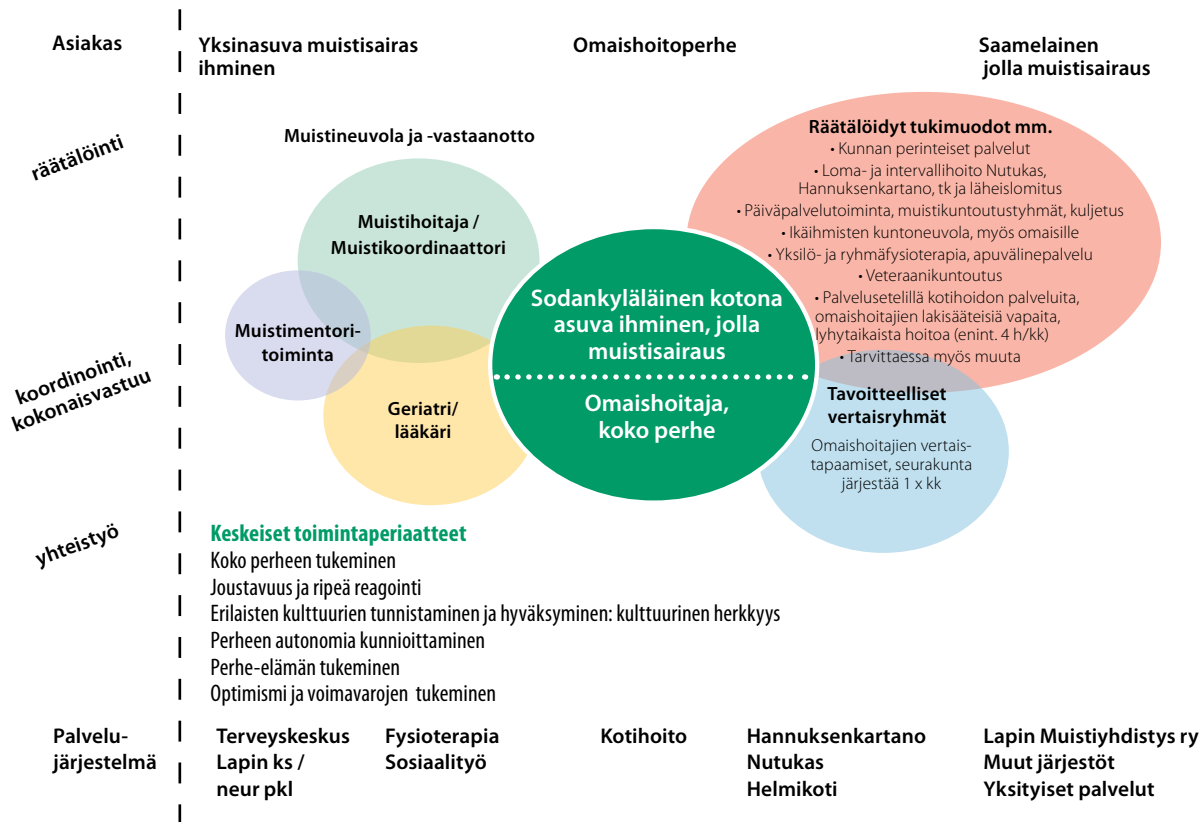 Asiakas
Yksinasuva muistisairas
ihminen
Omaishoitoperhe
Saamelainen
jolla muistisairaus
räätälöinti
Muistineuvola ja -vastaanotto
Muistihoitaja /
Muistikoordinaattori
Muistimentori-
toiminta
Geriatri/
lääkäri
Sodankyläläinen kotona
asuva ihminen, jolla
muistisairaus
Omaishoitaja,
koko perhe
Räätälöidyt tukimuodot mm.
• Kunnan perinteiset palvelut
• Loma- ja intervallihoito Nutukas,
Hannuksenkartano, tk ja läheislomitus
• Päiväpalvelutoiminta, muistikuntoutustyhmät, kuljetus
• Ikäihmisten kuntoneuvola, myös omaisille
• Yksilö- ja ryhmäfysioterapia, apuvälinepalvelu
• Veteraanikuntoutus
• Palvelusetelillä kotihoidon palveluita,
omaishoitajien lakisääteisiä vapaita,
lyhytaikaista hoitoa (enint. 4 h/kk)
• Tarvittaessa myös muuta
Tavoitteelliset
vertaisryhmät
Omaishoitajien vertais-
tapaamiset, seurakunta
järjestää 1 x kk
koordinointi,
kokonaisvastuu
yhteistyö
Keskeiset toimintaperiaatteet
Koko perheen tukeminen
Joustavuus ja ripeä reagointi
Erilaisten kulttuurien tunnistaminen ja hyväksyminen: kulttuurinen herkkyys
Perheen autonomia kunnioittaminen
Perhe-elämän tukeminen
Optimismi ja voimavarojen tukeminen
Palvelu-
järjestelmä
Terveyskeskus
Lapin ks /
neur pkl
Fysioterapia
Sosiaalityö
Kotihoito
Hannuksenkartano
Nutukas
Helmikoti
Lapin Muistiyhdistys ry
Muut järjestöt
Yksityiset palvelut